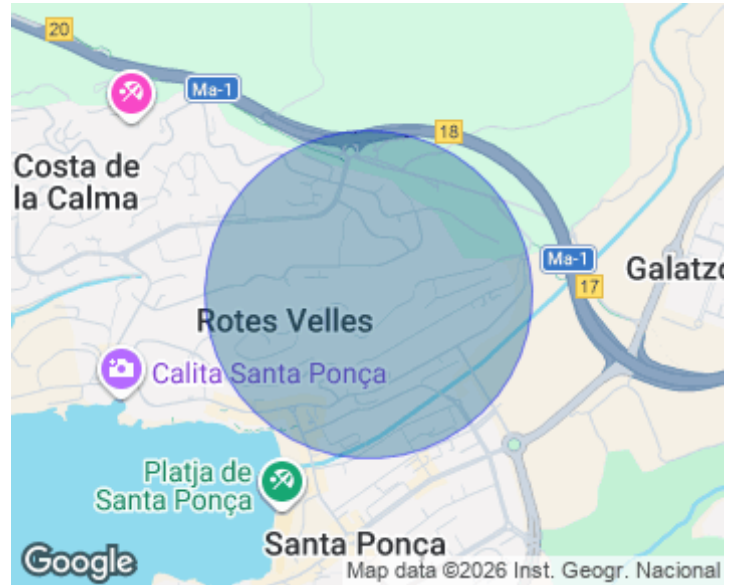 20
Ma-1
18
Costa de
la Calma
Ma-1
Galatzo
17
Rotes Velles
Calita Santa Ponça
Platja de
Santa Ponça
Santa Ponça
Google
Map data ©2026 Inst. Geogr. Nacional